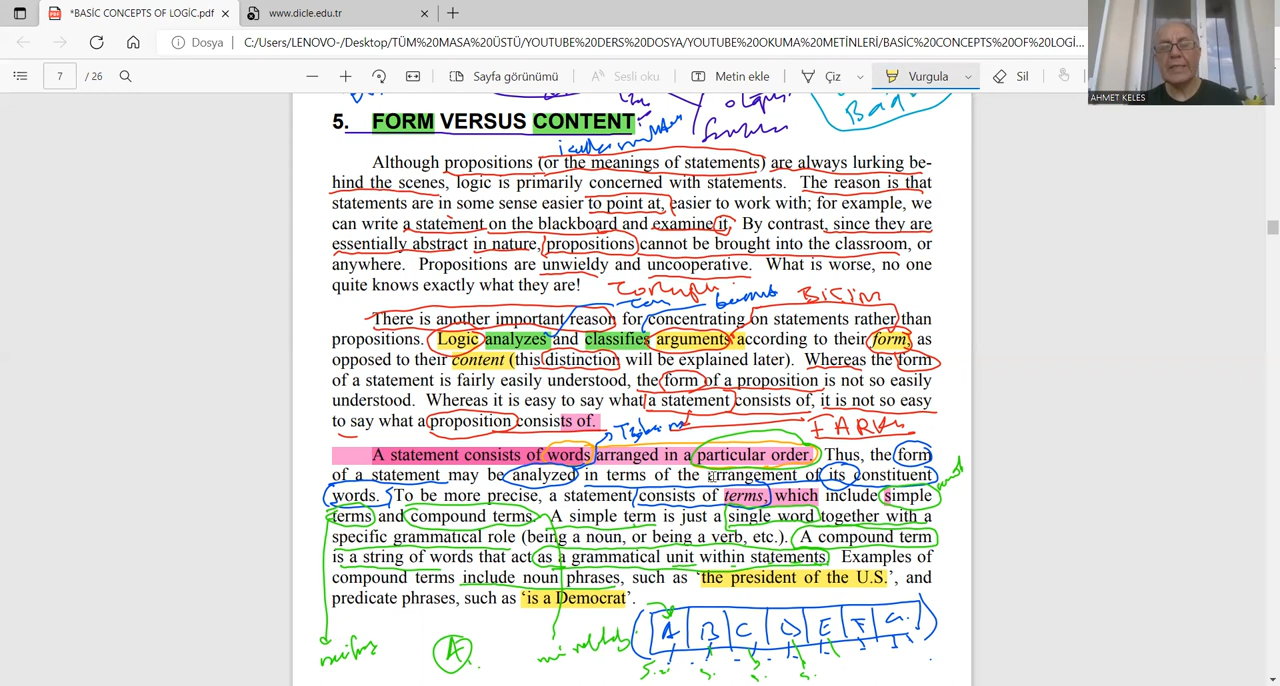 *BASİC CONCEPTS OF LOGİC.pdf
www.dicle.edu.tr
Dosya
C:/Users/LENOVO-/Desktop/TÜM%20MASA%20ÜSTÜ/YOUTUBE%20DERS%20DOSYA/YOUTUBE%20OKUMA%20METİNLERİ/BASİC%20CONCEPTS%20OF%20LOGİ...
7 / 26
Sayfa görünümü
Sesli oku
Metin ekle
Çiz
Vurgula
Sil
AHMET KELES
5. FORM VERSUS CONTENT
Although propositions (or the meanings of statements) are always lurking be-
hind the scenes, logic is primarily concerned with statements. The reason is that
statements are in some sense easier to point at, easier to work with; for example, we
can write a statement on the blackboard and examine it. By contrast, since they are
essentially abstract in nature, propositions cannot be brought into the classroom, or
anywhere. Propositions are unwieldy and uncooperative. What is worse, no one
quite knows exactly what they are!
BİCİM
There is another important reason for concentrating on statements rather than
propositions. Logic analyzes and classifies arguments according to their form, as
opposed to their content (this distinction will be explained later). Whereas the form
of a statement is fairly easily understood, the form of a proposition is not so easily
understood. Whereas it is easy to say what a statement consists of, it is not so easy
to say what a proposition consists of.
FARK
A statement consists of words arranged in a particular order. Thus, the form
of a statement may be analyzed in terms of the arrangement of its constituent
words. To be more precise, a statement consists of terms, which include simple
terms and compound terms. A simple term is just a single word together with a
specific grammatical role (being a noun, or being a verb, etc.). A compound term
is a string of words that act as a grammatical unit within statements. Examples of
compound terms include noun phrases, such as ‘the president of the U.S.’, and
predicate phrases, such as ‘is a Democrat’.
A B C D E F G
A